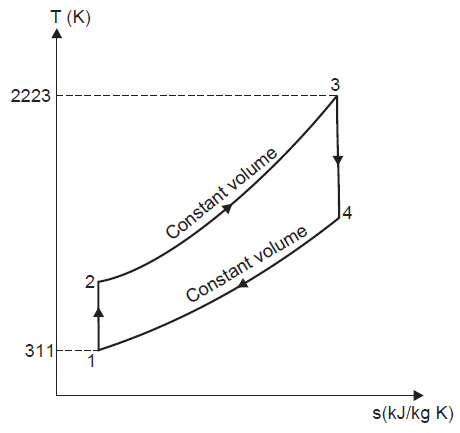 T (K)
3
2223
Constant volume
4
Constant volume
2
311
1
s(kJ/kg K)